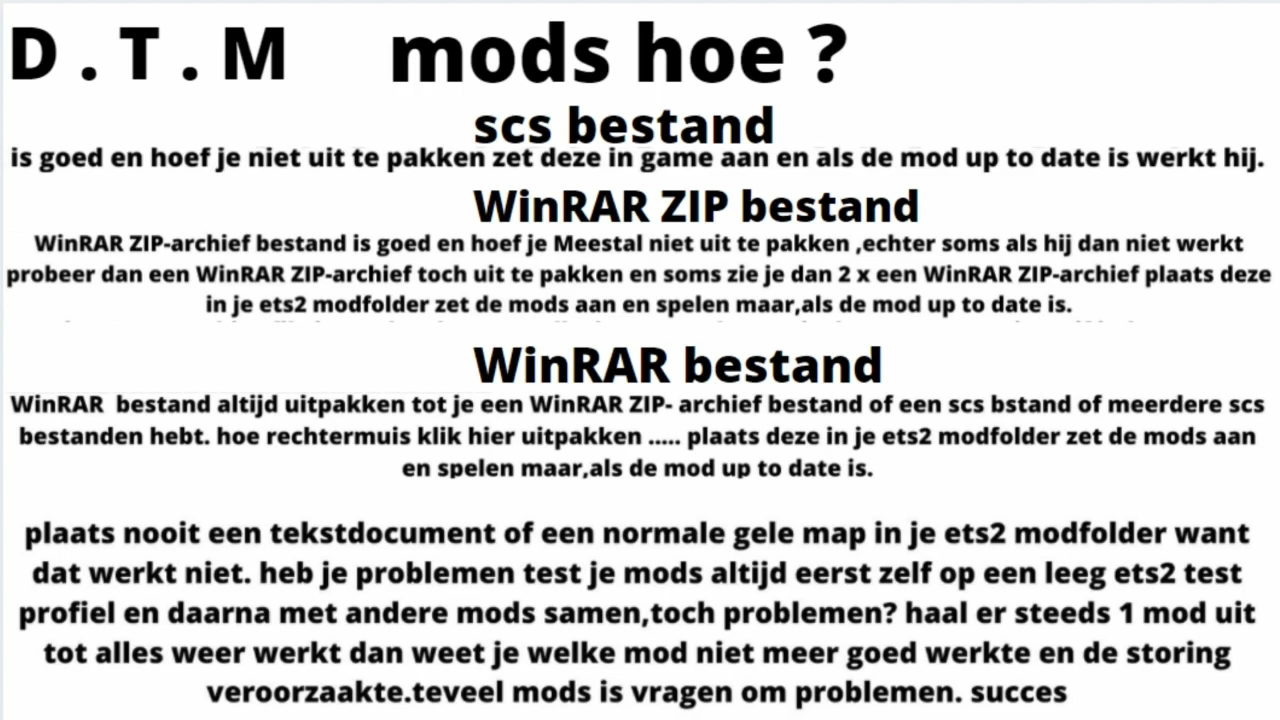 D . T . M mods hoe ?
scs bestand
is goed en hoef je niet uit te pakken zet deze in game aan en als de mod up to date is werkt hij.
WinRAR ZIP bestand
WinRAR ZIP-archief bestand is goed en hoef je Meestal niet uit te pakken ,echter soms als hij dan niet werkt
probeer dan een WinRAR ZIP-archief toch uit te pakken en soms zie je dan 2 x een WinRAR ZIP-archief plaats deze
in je ets2 modfolder zet de mods aan en spelen maar,als de mod up to date is.
WinRAR bestand
WinRAR bestand altijd uitpakken tot je een WinRAR ZIP- archief bestand of een scs bstand of meerdere scs
bestanden hebt. hoe rechtermuis klik hier uitpakken ..... plaats deze in je ets2 modfolder zet de mods aan
en spelen maar,als de mod up to date is.
plaats nooit een tekstdocument of een normale gele map in je ets2 modfolder want
dat werkt niet. heb je problemen test je mods altijd eerst zelf op een leeg ets2 test
profiel en daarna met andere mods samen,toch problemen? haal er steeds 1 mod uit
tot alles weer werkt dan weet je welke mod niet meer goed werkte en de storing
veroorzaakte.teveel mods is vragen om problemen. succes